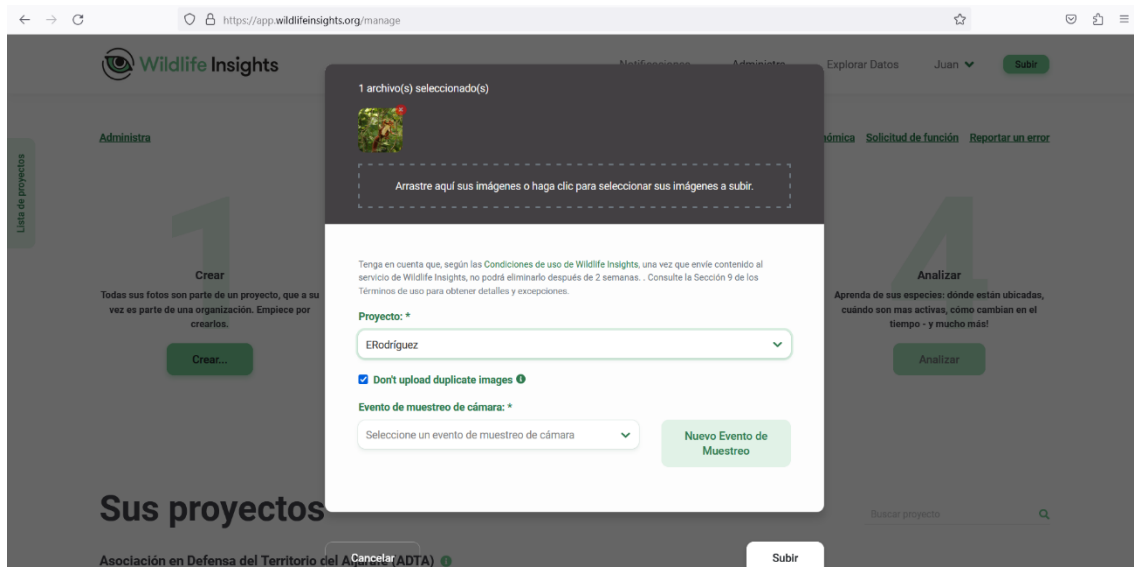 https://app.wildlifeinsights.org/manage
Wildlife Insights
Notificaciones
Administra
Explorar Datos
Juan
Subir
1 archivo(s) seleccionado(s)
Administra
ómica
Solicitud de función
Reportar un error
Lista de proyectos
Arrastre aquí sus imágenes o haga clic para seleccionar sus imágenes a subir.
1
4
Crear
Todas sus fotos son parte de un proyecto, que a su
vez es parte de una organización. Empiece por
crearlos.
Crear...
Tenga en cuenta que, según las Condiciones de uso de Wildlife Insights, una vez que envíe contenido al
servicio de Wildlife Insights, no podrá eliminarlo después de 2 semanas. . Consulte la Sección 9 de los
Términos de uso para obtener detalles y excepciones.
Proyecto: *
ERodríguez
Don't upload duplicate images
Evento de muestreo de cámara: *
Seleccione un evento de muestreo de cámara
Nuevo Evento de
Muestreo
Analizar
Aprenda de sus especies: dónde están ubicadas,
cuándo son mas activas, cómo cambian en el
tiempo - y mucho más!
Analizar
Sus proyectos
Buscar proyecto
Asociación en Defensa del Territorio del Aljarafe (ADTA)
Cancelar
Subir